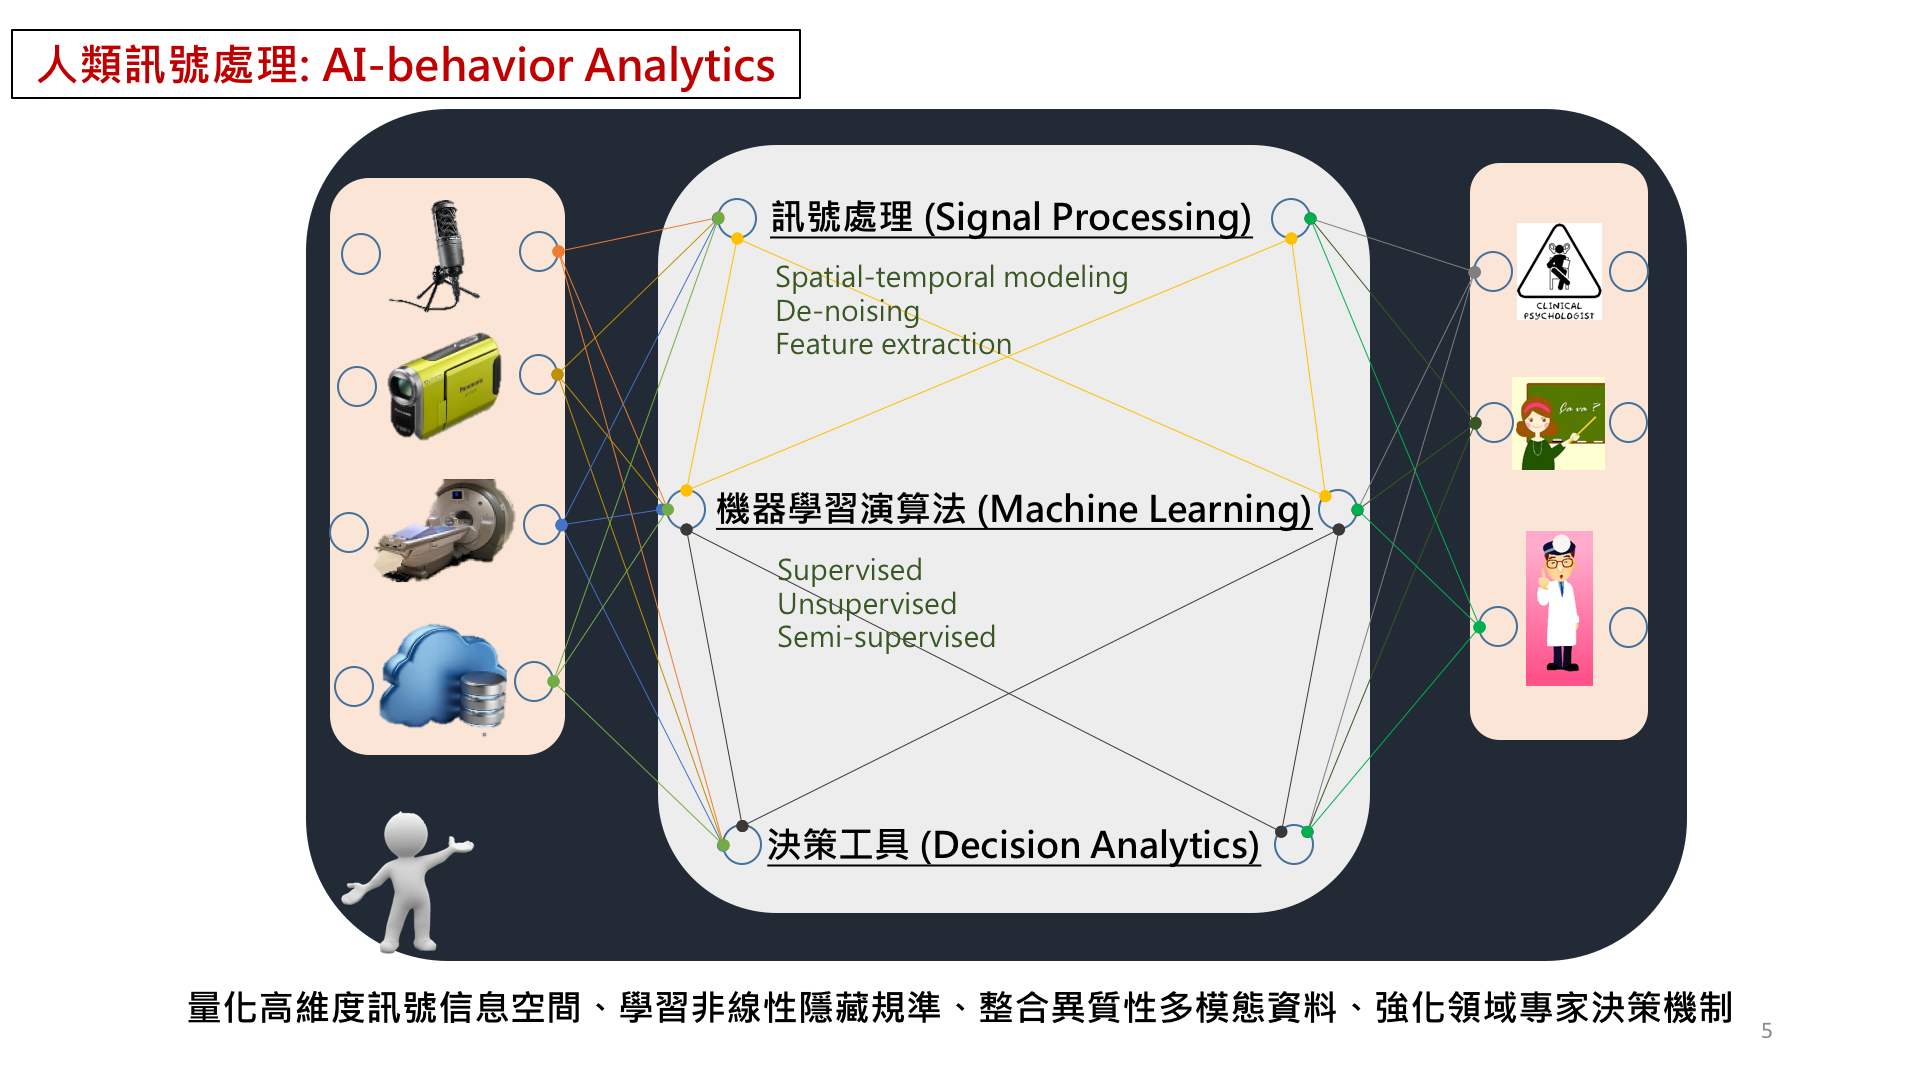 人類訊號處理: AI-behavior Analytics
訊號處理 (Signal Processing)
Spatial-temporal modeling
De-noising
Feature extraction
機器學習演算法 (Machine Learning)
Supervised
Unsupervised
Semi-supervised
決策工具 (Decision Analytics)
CLINICAL
PSYCHOLOGIST
Ça va ?
Panasonic
量化高維度訊號信息空間、學習非線性隱藏規準、整合異質性多模態資料、強化領域專家決策機制
5